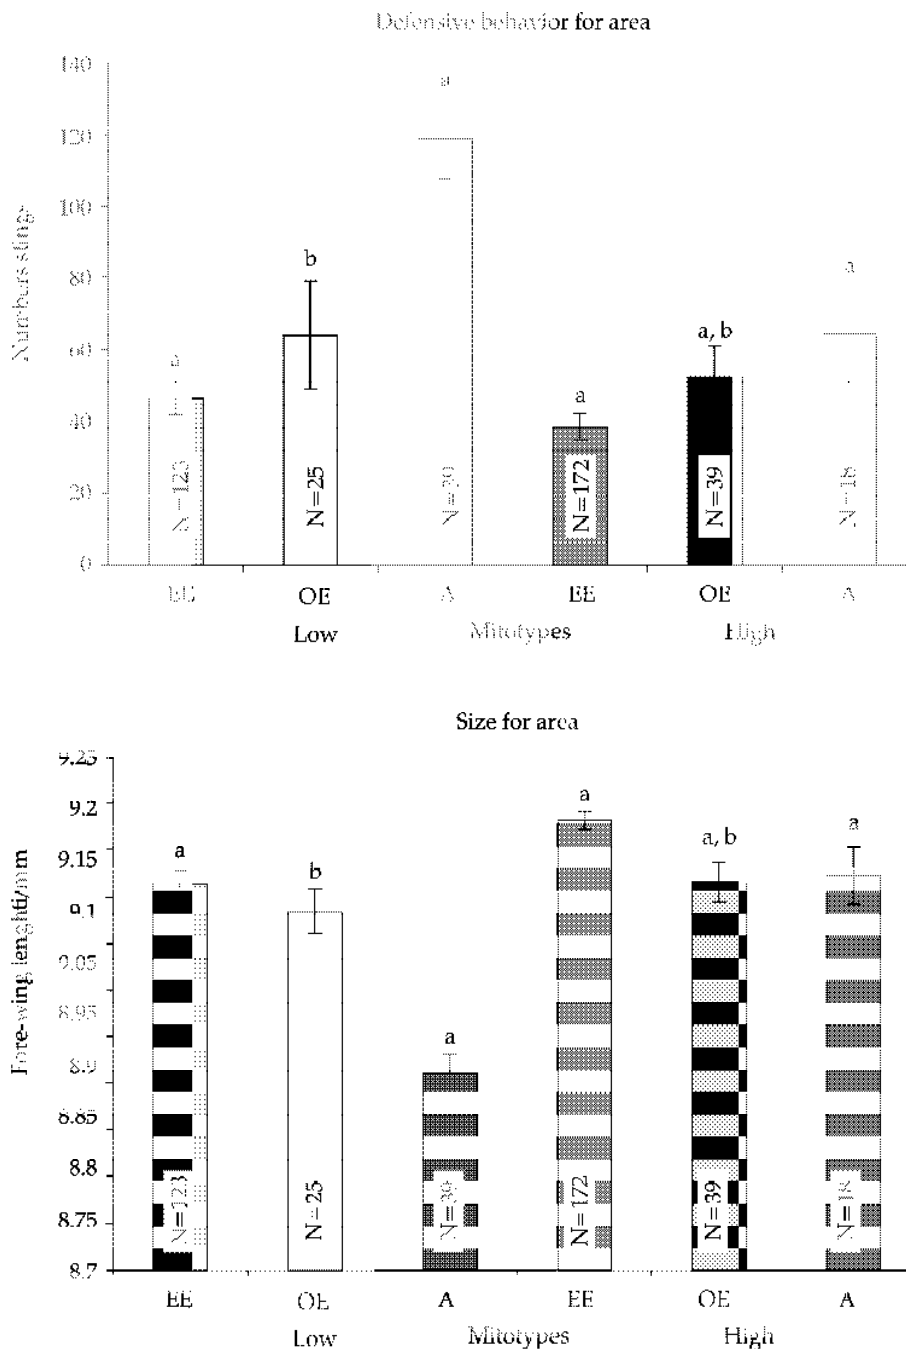 Defensive behavior for area
Numbers stings
140
120
100
80
60
40
20
0
a
b
a
a
a, b
a
N=123
N=25
N=39
N=172
N=39
N=18
EE
OE
A
EE
OE
A
Low
Mitotypes
High
Size for area
Fore-wing lenght/mm
9.25
9.2
9.15
9.1
9.05
8.95
8.9
8.85
8.8
8.75
8.7
a
b
a
a
a, b
a
N=123
N=25
N=39
N=172
N=39
N=18
EE
OE
A
EE
OE
A
Low
Mitotypes
High